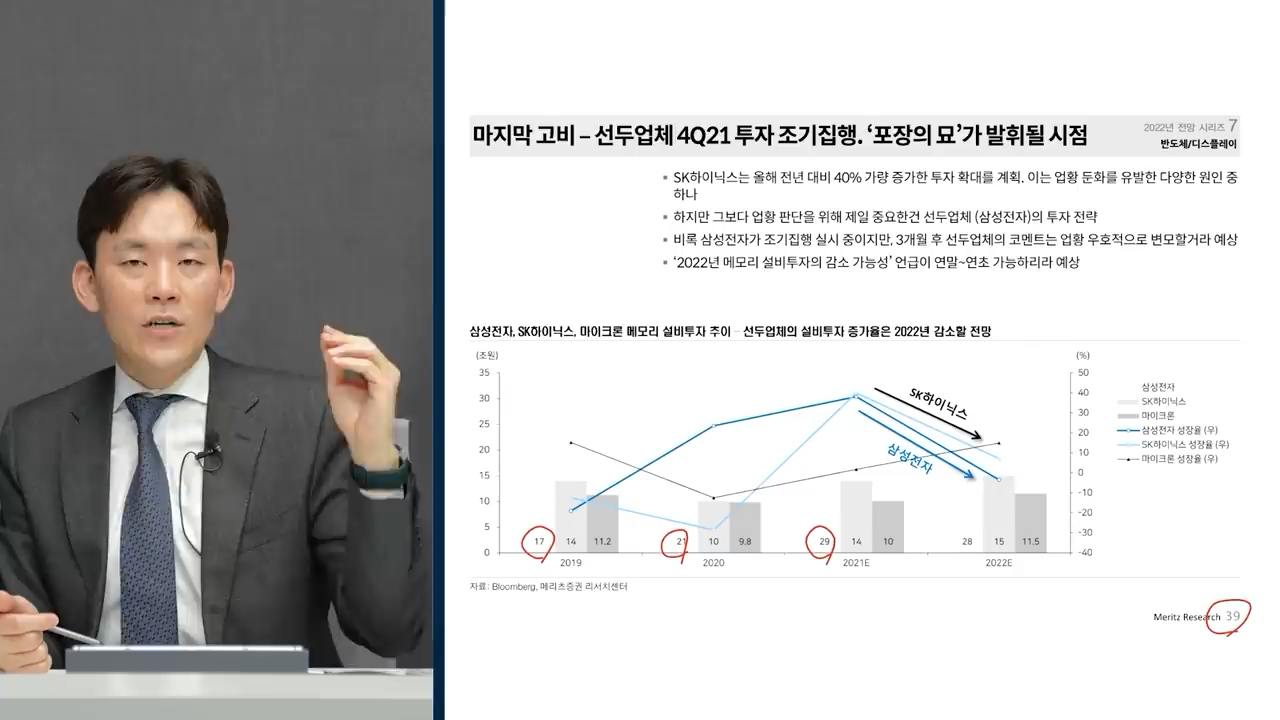 마지막 고비 – 선두업체 4Q21 투자 조기집행. ‘포장의 묘’가 발휘될 시점
2022년 전망 시리즈 7
반도체/디스플레이
▪ SK하이닉스는 올해 전년 대비 40% 가량 증가한 투자 확대를 계획. 이는 업황 둔화를 유발한 다양한 원인 중
하나
▪ 하지만 그보다 업황 판단을 위해 제일 중요한건 선두업체 (삼성전자)의 투자 전략
▪ 비록 삼성전자가 조기집행 실시 중이지만, 3개월 후 선두업체의 코멘트는 업황 우호적으로 변모할거라 예상
▪ ‘2022년 메모리 설비투자의 감소 가능성’ 언급이 연말~연초 가능하리라 예상
삼성전자, SK하이닉스, 마이크론 메모리 설비투자 추이 – 선두업체의 설비투자 증가율은 2022년 감소할 전망
(조원)
35
30
25
20
15
10
5
0
SK하이닉스
삼성전자
17 14 11.2
21 10 9.8
29 14 10
28 15 11.5
2019 2020 2021E 2022E
(%)
50
40
30
20
10
0
-10
-20
-30
-40
삼성전자
SK하이닉스
마이크론
삼성전자 성장율 (우)
SK하이닉스 성장율 (우)
마이크론 성장율 (우)
자료: Bloomberg, 메리츠증권 리서치센터
Meritz Research 39